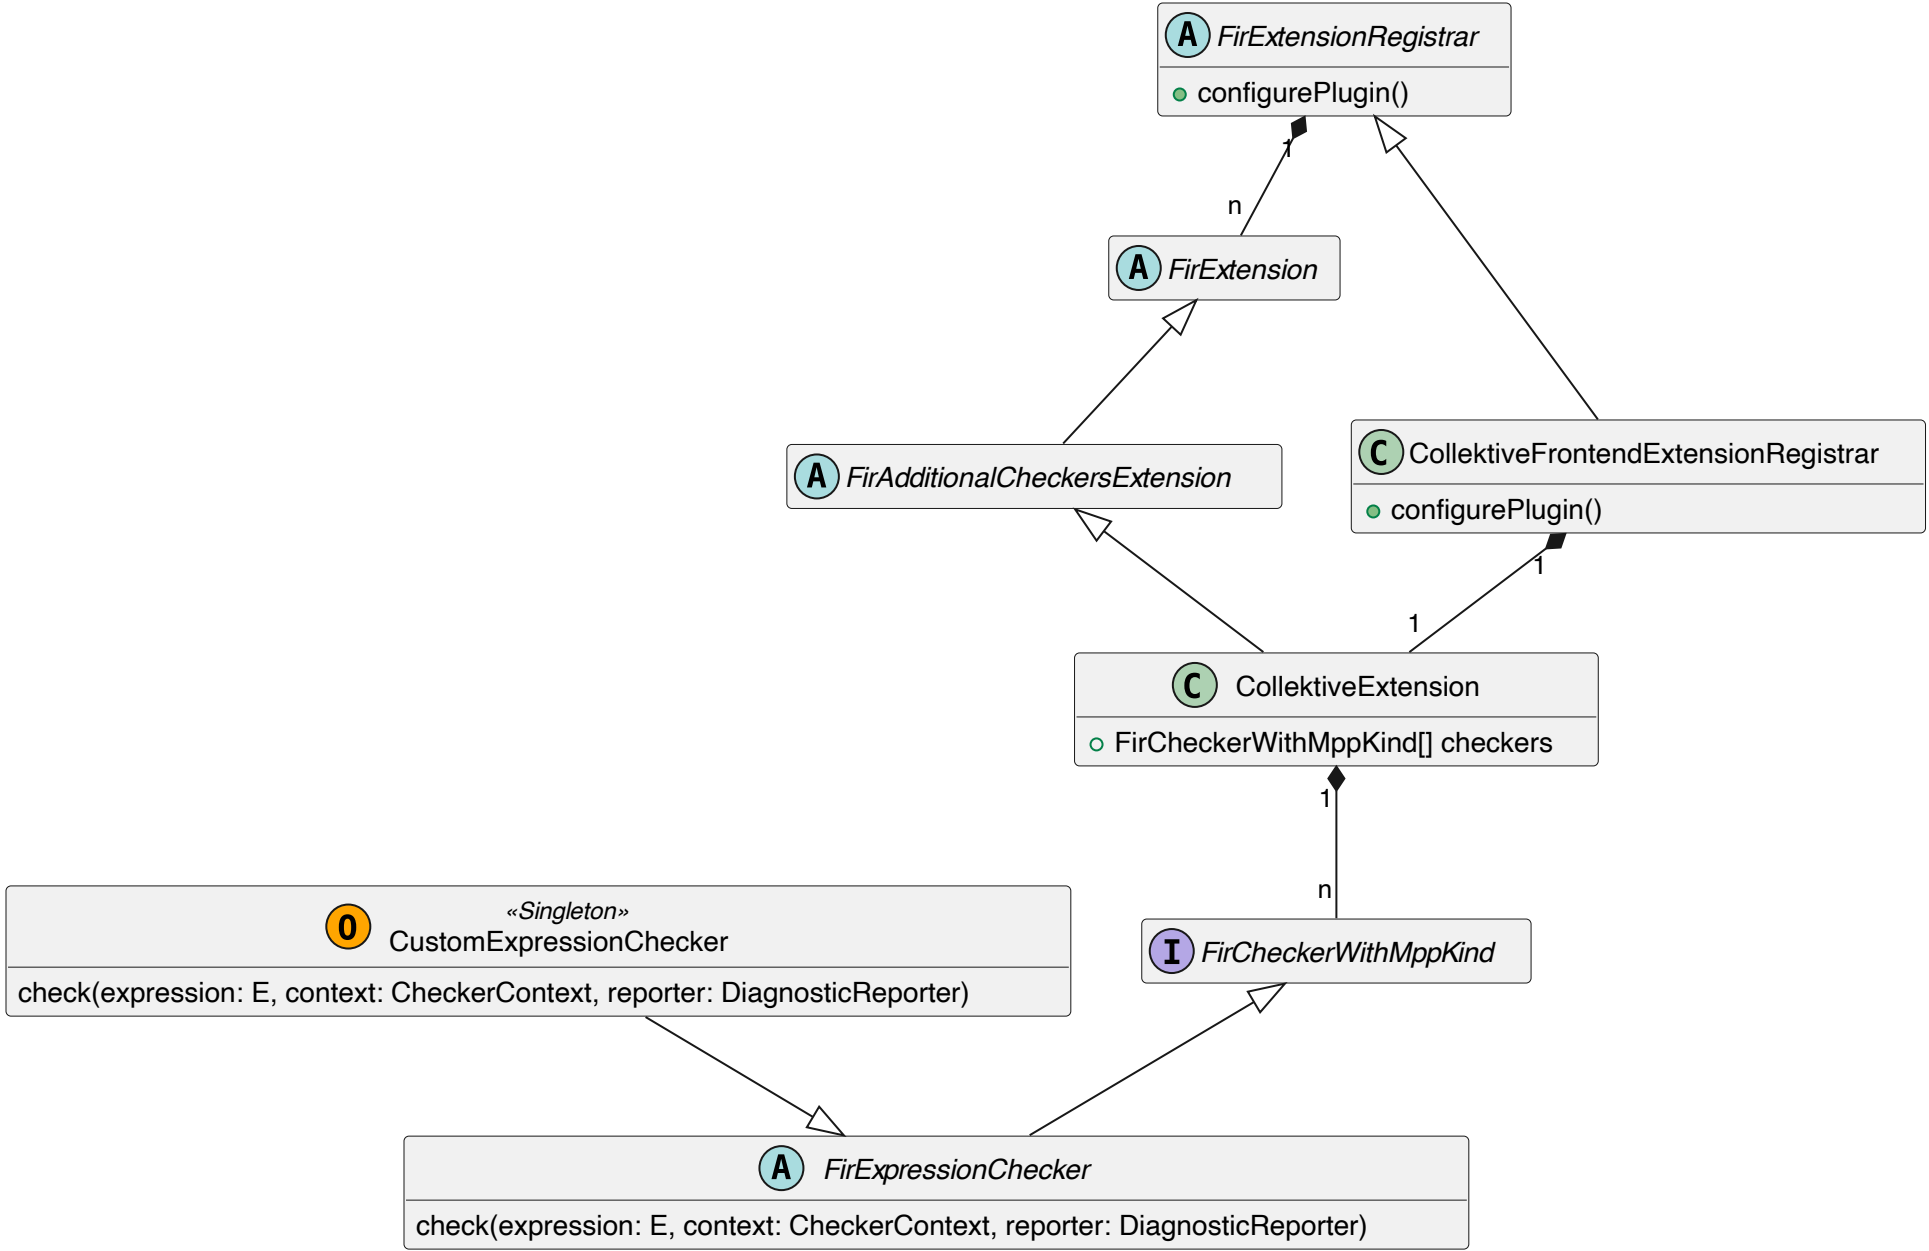 A FirExtensionRegistrar
configurePlugin()
1
n
A FirExtension
A FirAdditionalCheckersExtension
C CollektiveFrontendExtensionRegistrar
configurePlugin()
1
1
C CollektiveExtension
FirCheckerWithMppKind[] checkers
1
n
«Singleton»
O CustomExpressionChecker
check(expression: E, context: CheckerContext, reporter: DiagnosticReporter)
I FirCheckerWithMppKind
A FirExpressionChecker
check(expression: E, context: CheckerContext, reporter: DiagnosticReporter)